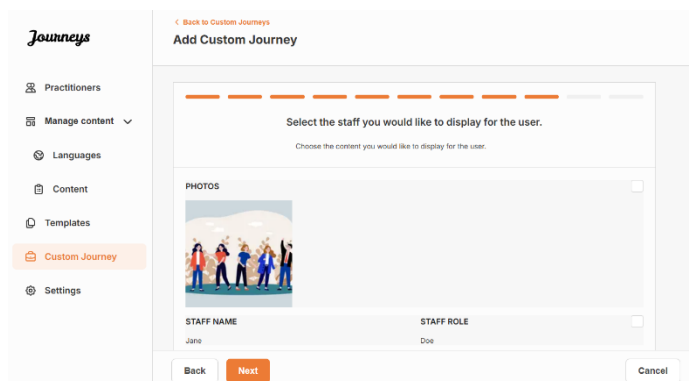 Journeys
Practitioners
Manage content
Languages
Content
Templates
Custom Journey
Settings
< Back to Custom Journeys
Add Custom Journey
Select the staff you would like to display for the user.
Choose the content you would like to display for the user.
PHOTOS
STAFF NAME STAFF ROLE
Jane Doe
Back Next Cancel